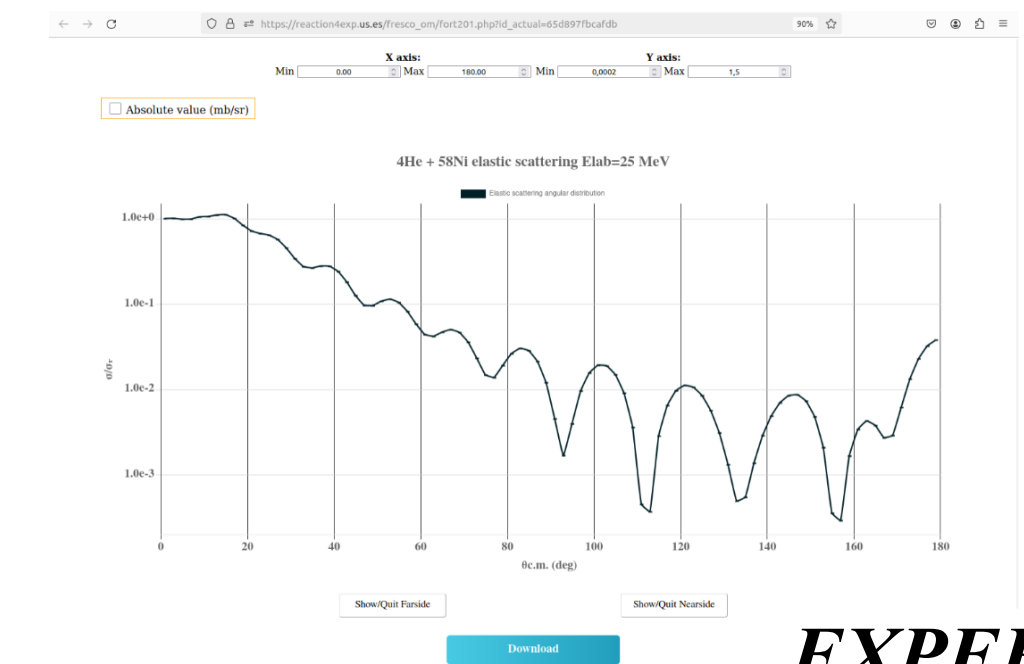 https://reaction4exp.us.es/fresco_om/fort201.php?id_actual=65d897fbcafdb 90%
X axis: Y axis:
Min 0.00 Max 180.00 Min 0,0002 Max 1,5
Absolute value (mb/sr)
4He + 58Ni elastic scattering Elab=25 MeV
Elastic scattering angular distribution
1.0e+0
1.0e-1
1.0e-2
1.0e-3
σ/σᵣ
0 20 40 60 80 100 120 140 160 180
θc.m. (deg)
Show/Quit Farside Show/Quit Nearside
Download